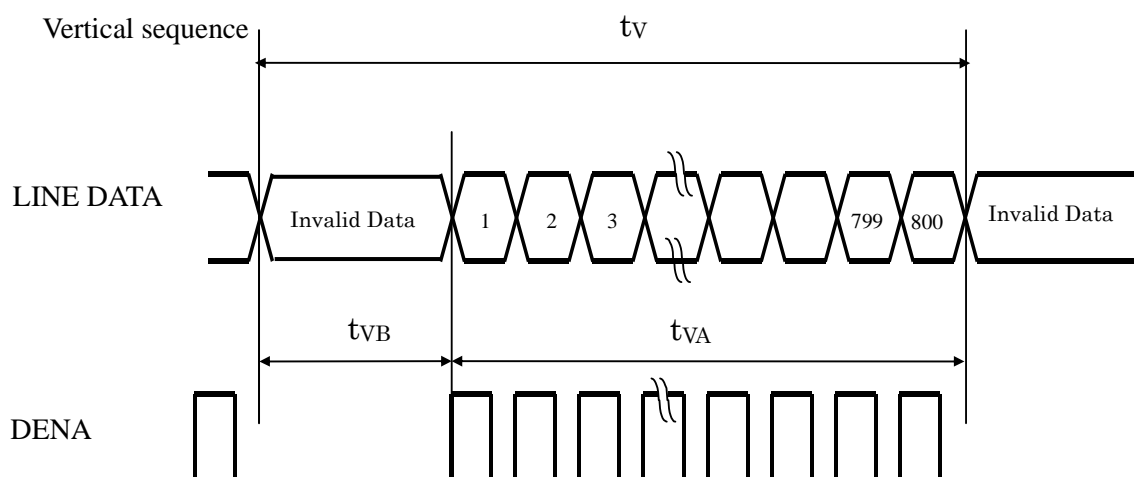 Vertical sequence
tV
LINE DATA
Invalid Data 1 2 3 799 800 Invalid Data
tVB tVA
DENA